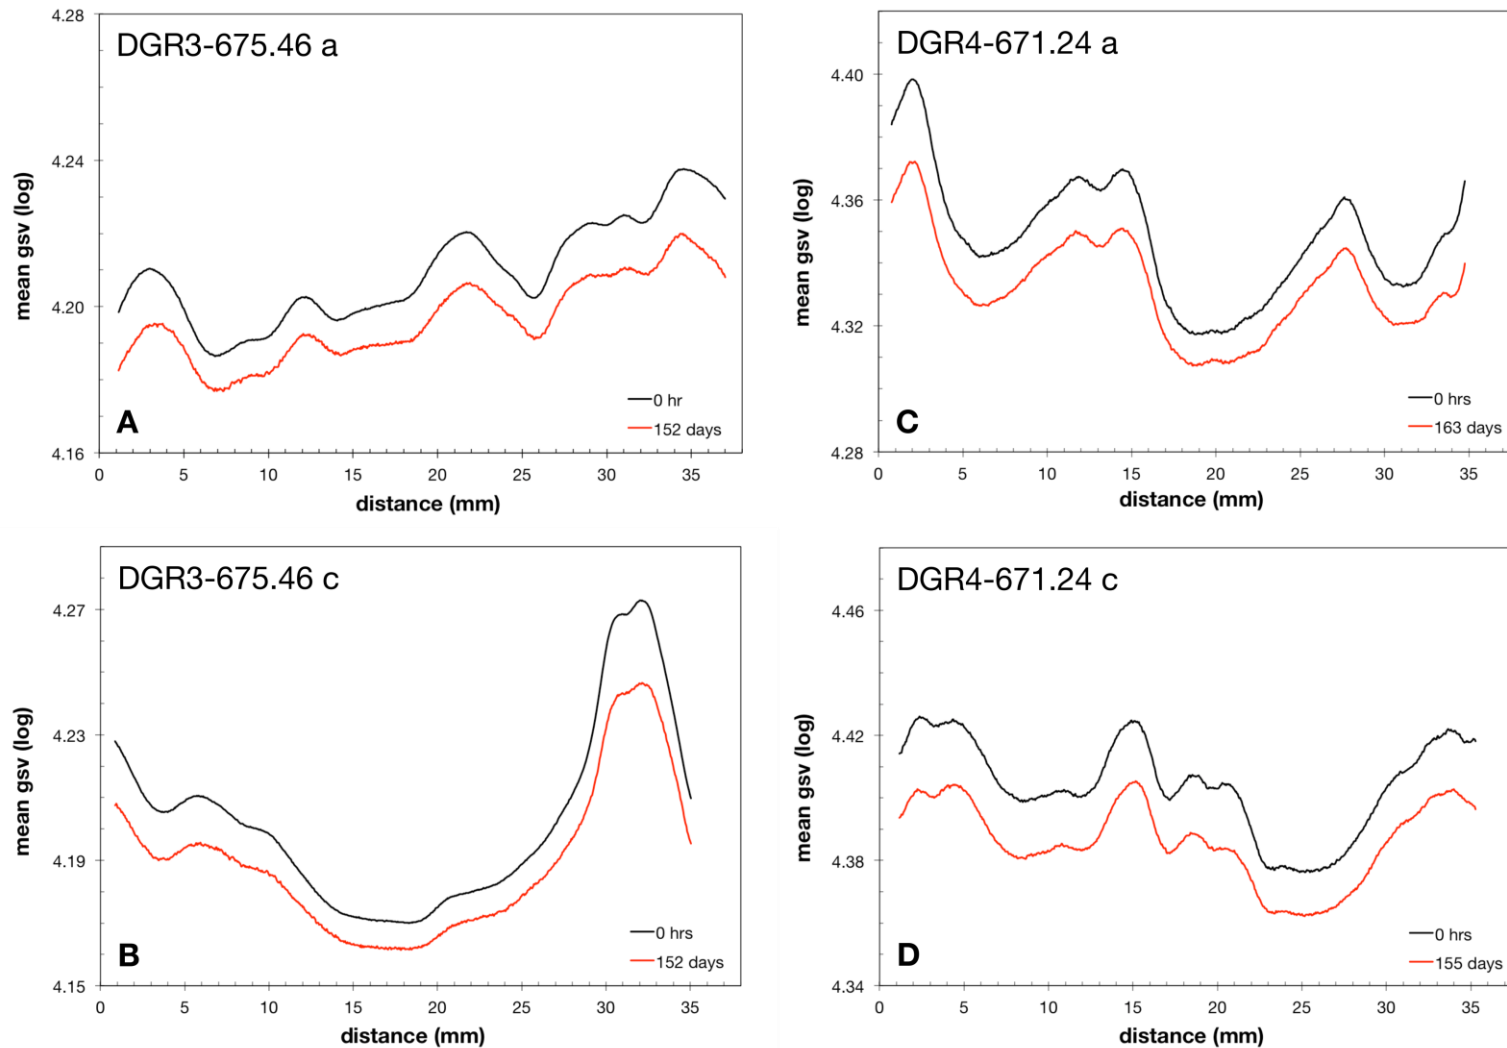 DGR3-675.46 a
4.28
4.24
4.20
4.16
mean gsv (log)
0 5 10 15 20 25 30 35
distance (mm)
0 hr
152 days
A
DGR4-671.24 a
4.40
4.36
4.32
4.28
mean gsv (log)
0 5 10 15 20 25 30 35
distance (mm)
0 hrs
163 days
C
DGR3-675.46 c
4.27
4.23
4.19
4.15
mean gsv (log)
0 5 10 15 20 25 30 35
distance (mm)
0 hrs
152 days
B
DGR4-671.24 c
4.46
4.42
4.38
4.34
mean gsv (log)
0 5 10 15 20 25 30 35
distance (mm)
0 hrs
155 days
D